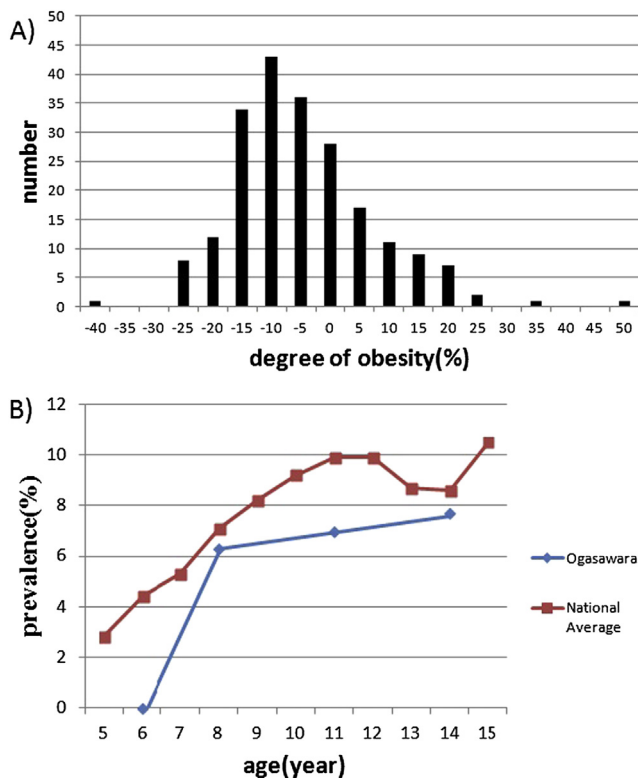 A)
50
45
40
35
30
25
20
15
10
5
0
number
-40 -35 -30 -25 -20 -15 -10 -5 0 5 10 15 20 25 30 35 40 45 50
degree of obesity(%)
B)
12
10
8
6
4
2
0
prevalence(%)
5 6 7 8 9 10 11 12 13 14 15
age(year)
Ogasawara
National
Average